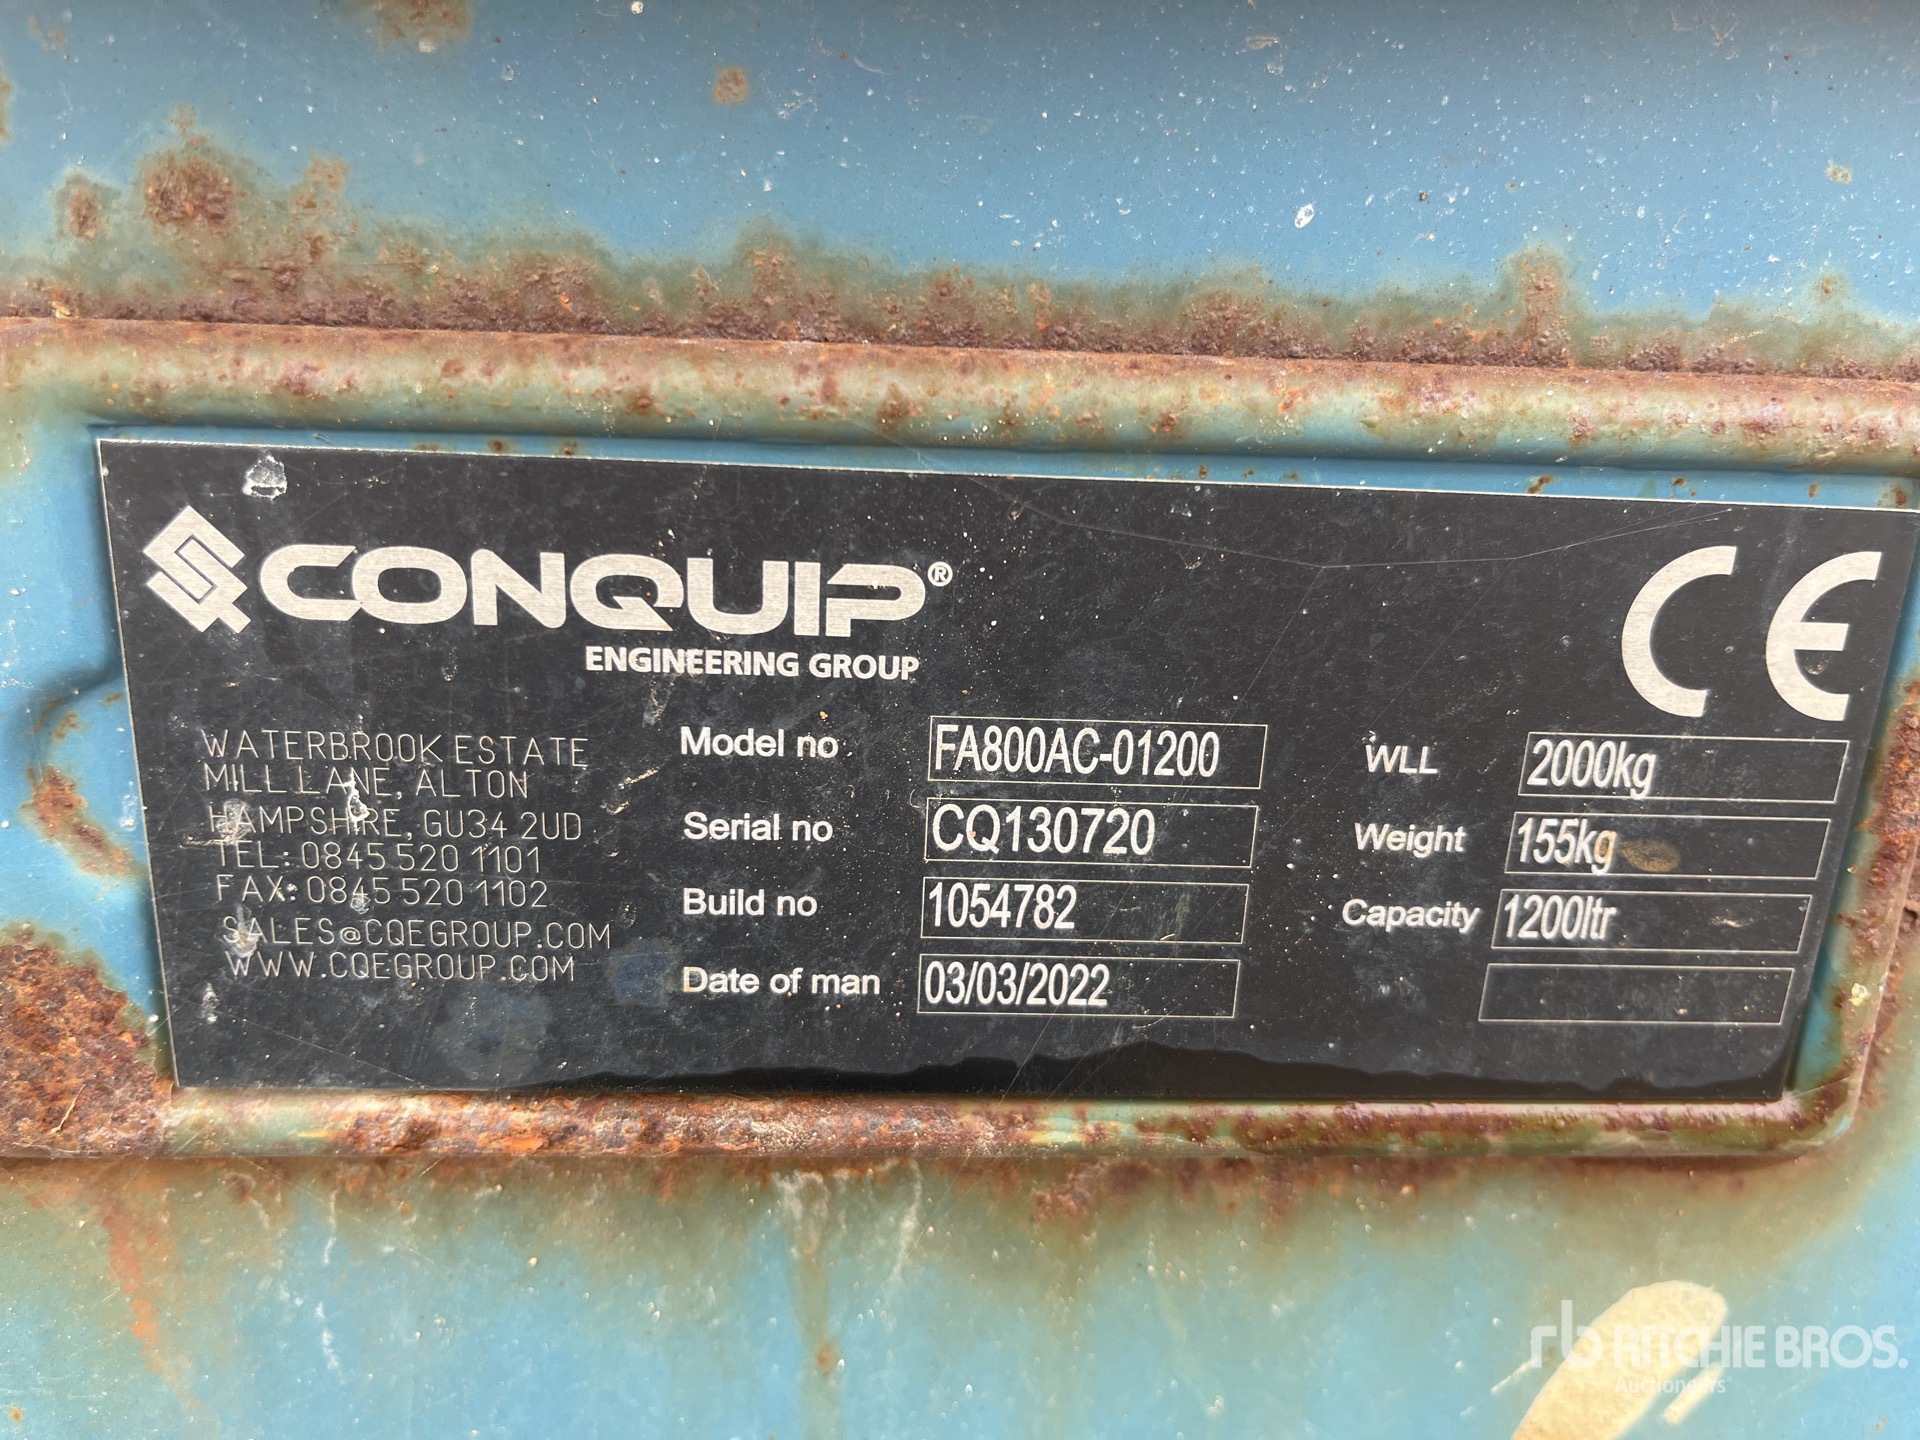 CONQUIP®
ENGINEERING GROUP
CE
WATERBROOK ESTATE
MILL LANE, ALTON
HAMPSHIRE, GU34 2UD
TEL: 0845 520 1101
FAX: 0845 520 1102
SALES@CQEGROUP.COM
WWW.CQEGROUP.COM
Model no FA800AC-01200
Serial no CQ130720
Build no 1054782
Date of man 03/03/2022
WLL 2000kg
Weight 155kg
Capacity 1200ltr
rb RITCHIE BROS.
Auctioneers